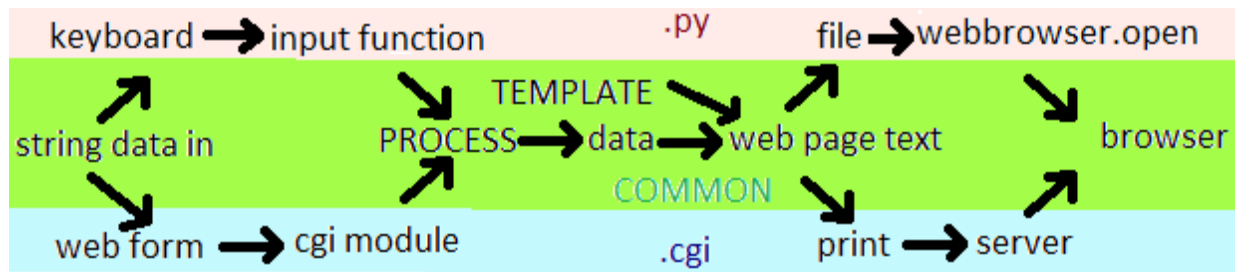 keyboard input function .py file webbrowser.open
TEMPLATE
string data in PROCESS data web page text browser
COMMON
web form cgi module .cgi print server